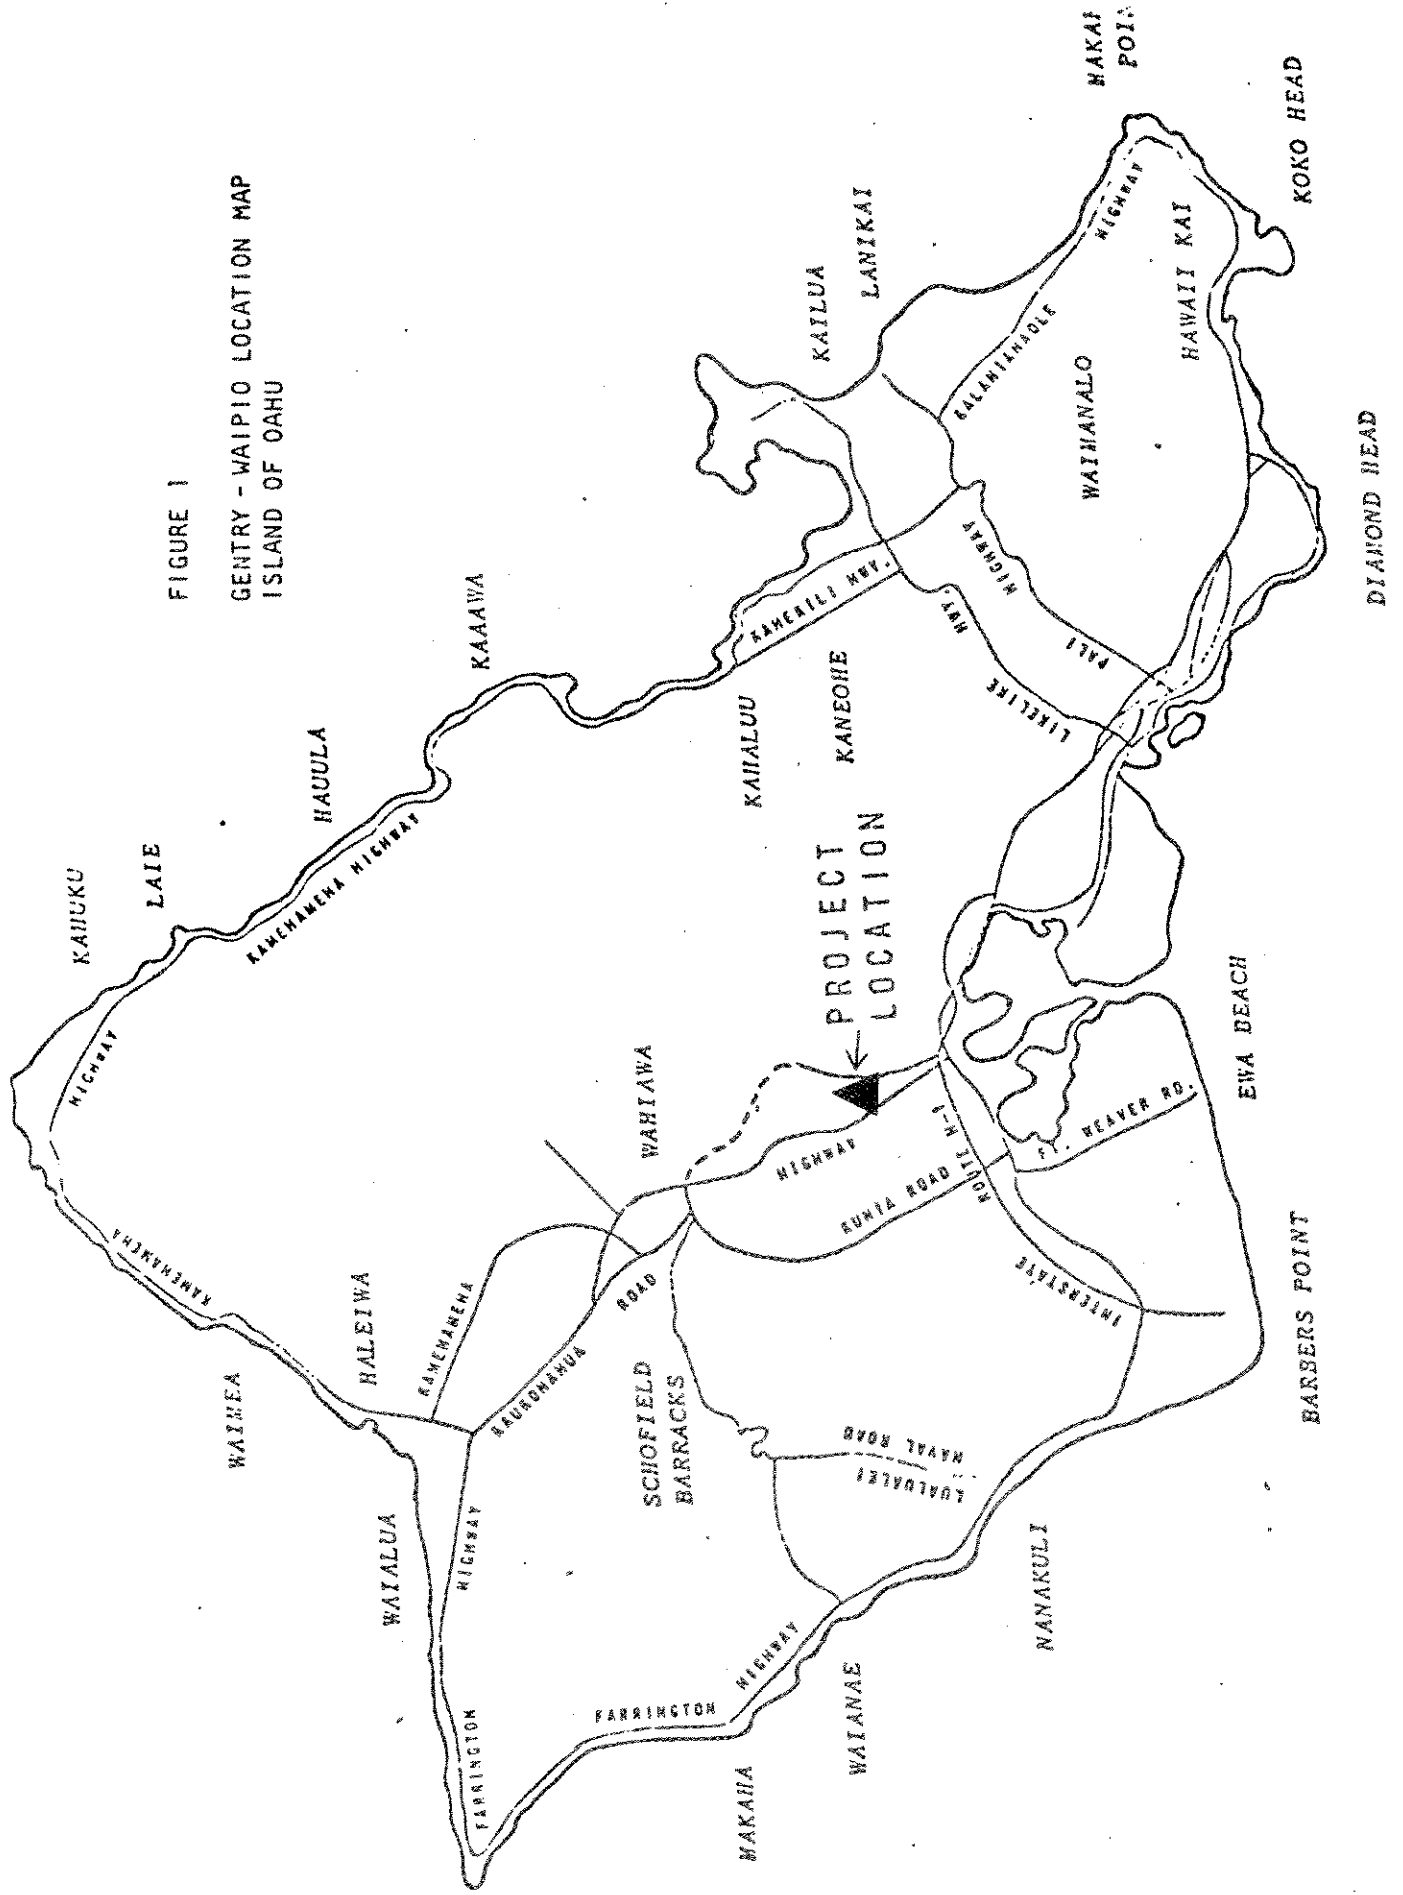 FIGURE 1
GENTRY - WAIPIO LOCATION MAP
ISLAND OF OAHU
KAHUKU
LAIE
HAUULA
KAAAWA
HIGHWAY
KAMEHAMEHA HIGHWAY
KAMEHAMEHA
WAIMEA
HALEIWA
KAMEHAMEHA
WAIALUA
HIGHWAY
FARRINGTON
KAUKONAHUA
ROAD
SCHOFIELD
BARRACKS
WAHIAWA
HIGHWAY
PROJECT
LOCATION
KUNIA ROAD
INTERSTATE
ROUTE H-1
FT. WEAVER RD.
EWA BEACH
BARBERS POINT
LUALUALEI
NAVAL ROAD
NANAKULI
WAIANAE
MAKAHA
FARRINGTON
HIGHWAY
KAHALUU
KANEOHE
KAHEKILI HWY.
LIKELIKE
HWY.
PALI
HIGHWAY
KAILUA
LANIKAI
KALANIANAOLE
HIGHWAY
WAIMANALO
HAWAII KAI
KOKO HEAD
DIAMOND HEAD